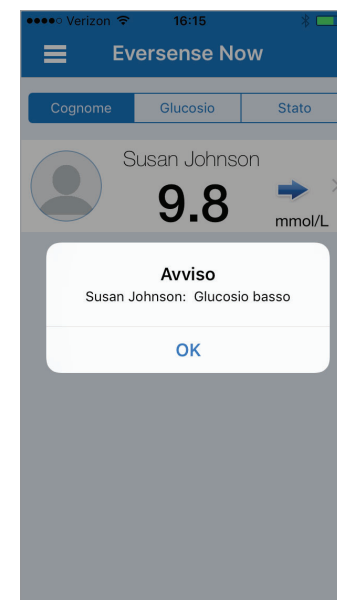 Verizon 16:15
Eversense Now
Cognome Glucosio Stato
Susan Johnson
9.8
mmol/L
Avviso
Susan Johnson: Glucosio basso
OK